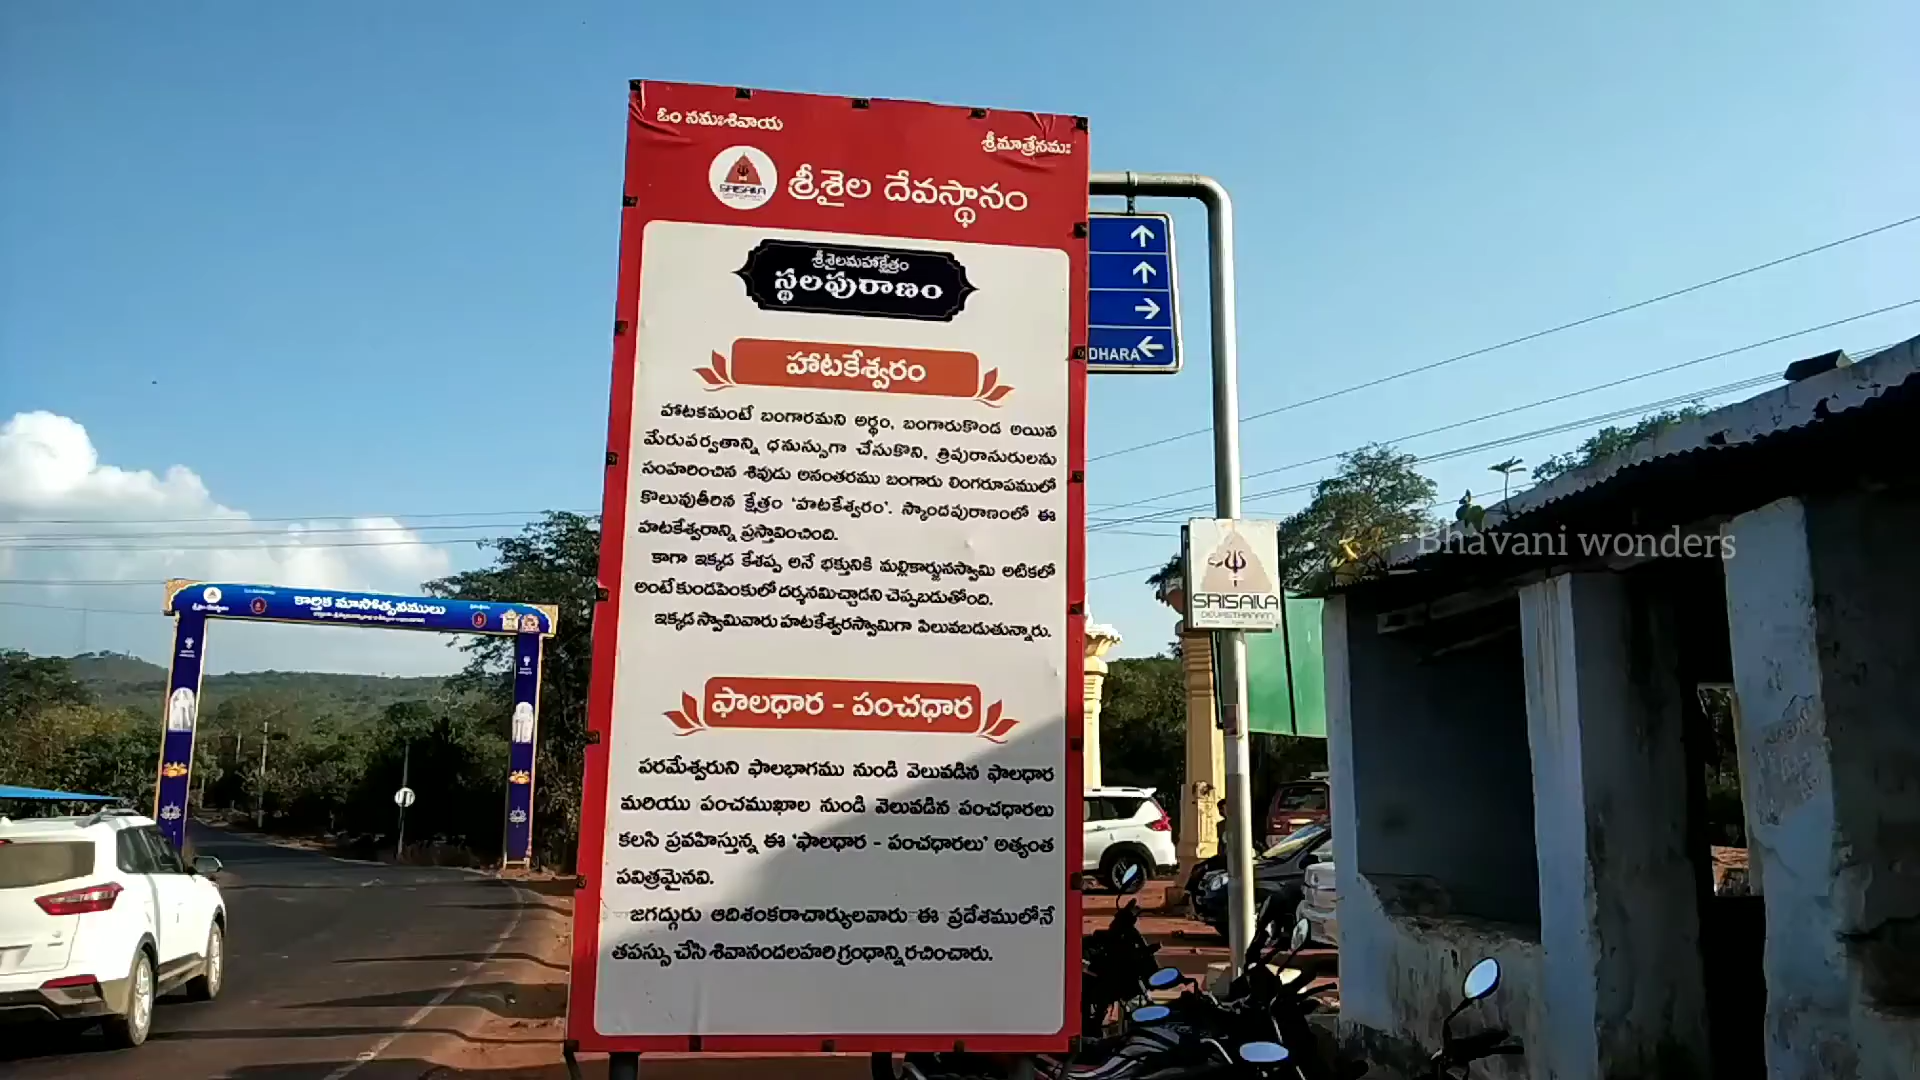 ఓం నమఃశివాయ
శ్రీమాత్రేనమః
SRISAILA
శ్రీశైల దేవస్థానం
శ్రీశైలమహాక్షేత్రం
స్థలపురాణం
హాటకేశ్వరం
హాటకమంటే బంగారమని అర్థం, బంగారుకొండ అయిన
మేరుపర్వతాన్ని ధనుస్సుగా చేసుకొని, త్రిపురాసురులను
సంహరించిన శివుడు అనంతరము బంగారు లింగరూపములో
కొలువుతీరిన క్షేత్రం ‘హటకేశ్వరం’. స్కాందపురాణంలో ఈ
హటకేశ్వరాన్ని ప్రస్తావించింది.
కాగా ఇక్కడ కేశప్ప అనే భక్తునికి మల్లికార్జునస్వామి అటికలో
అంటే కుండపెంకులో దర్శనమిచ్చాడని చెప్పబడుతోంది.
ఇక్కడ స్వామివారు హటకేశ్వరస్వామిగా పిలువబడుతున్నారు.
ఫాలధార - పంచధార
పరమేశ్వరుని ఫాలభాగము నుండి వెలువడిన ఫాలధార
మరియు పంచముఖాల నుండి వెలువడిన పంచధారలు
కలసి ప్రవహిస్తున్న ఈ ‘ఫాలధార - పంచధారలు’ అత్యంత
పవిత్రమైనవి.
జగద్గురు ఆదిశంకరాచార్యులవారు ఈ ప్రదేశములోనే
తపస్సు చేసి శివానందలహరి గ్రంథాన్ని రచించారు.
DHARA
SRISAILA
DEVASTHANAM
Bhavani wonders
కార్తిక మాసోత్సవములు